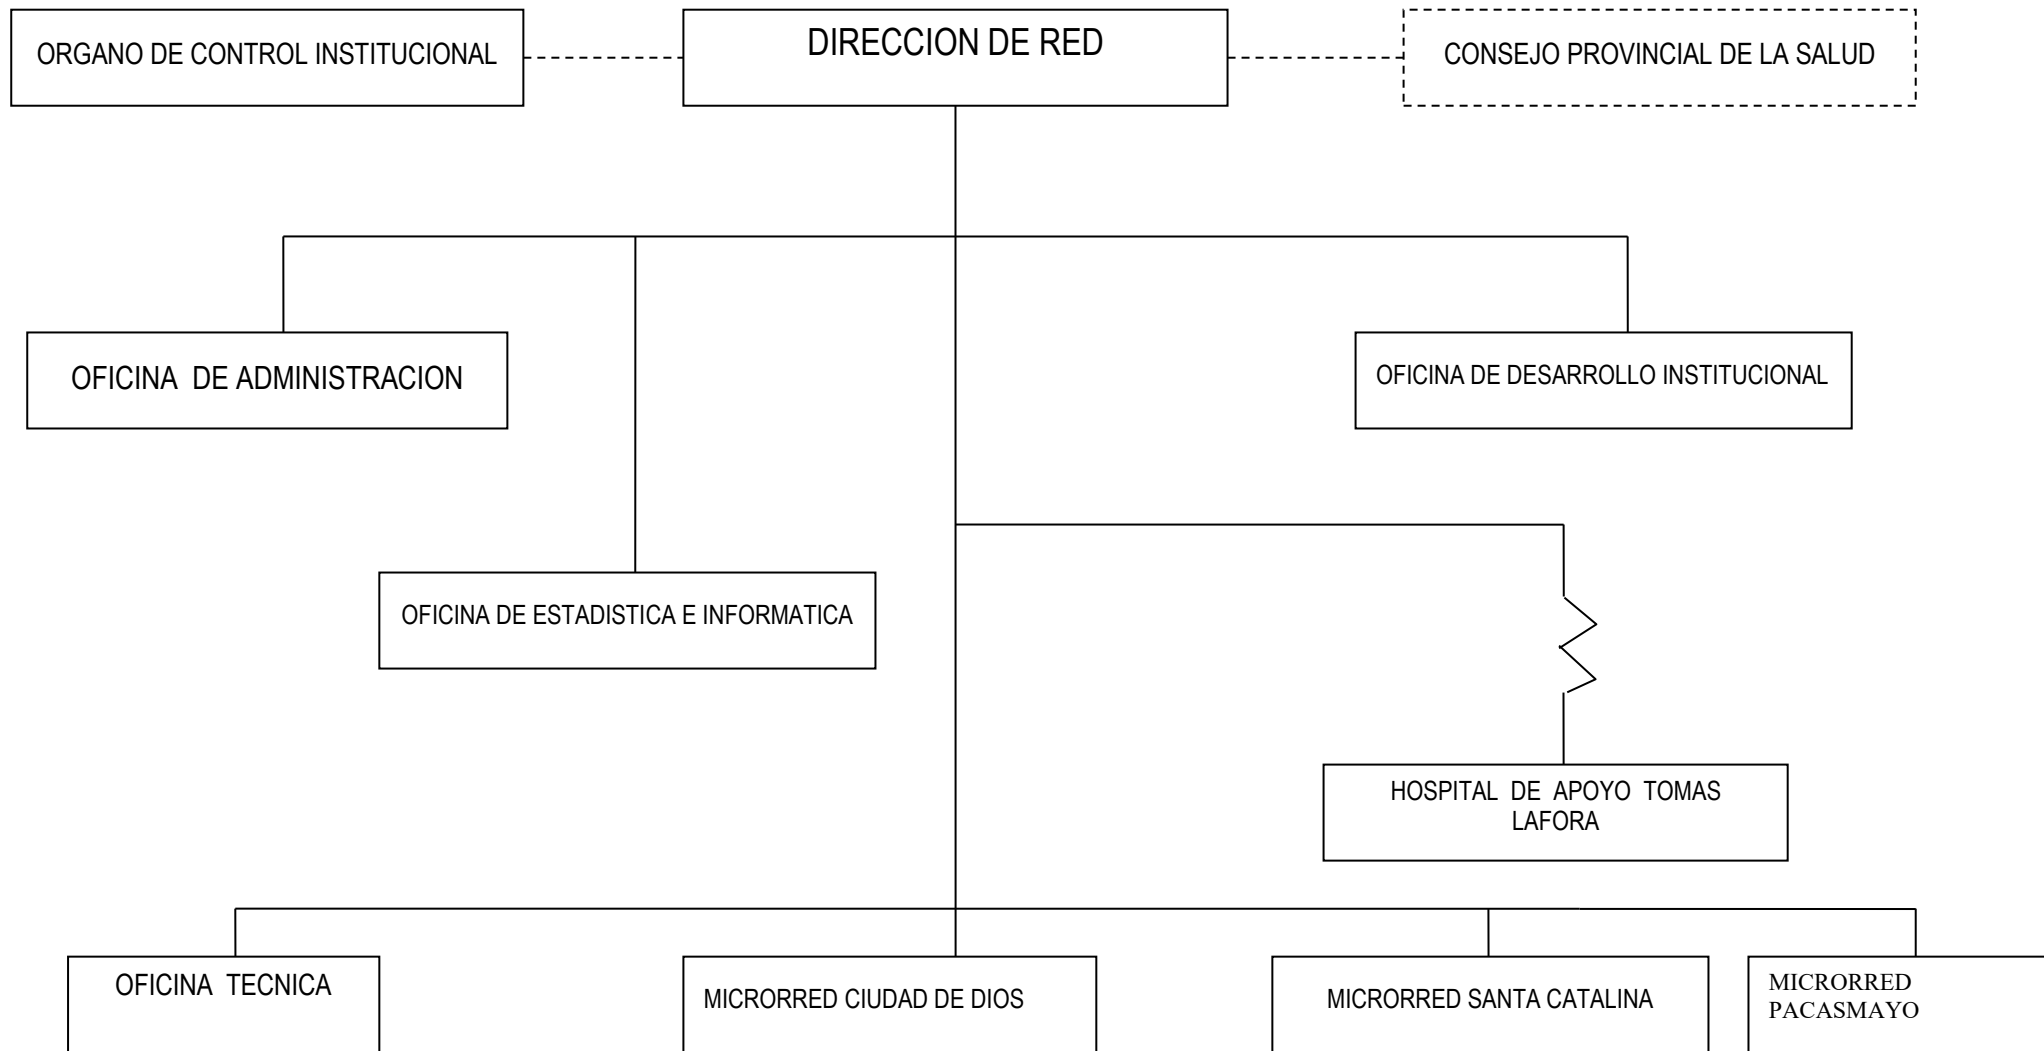 ORGANO DE CONTROL INSTITUCIONAL
DIRECCION DE RED
CONSEJO PROVINCIAL DE LA SALUD
OFICINA DE ADMINISTRACION
OFICINA DE DESARROLLO INSTITUCIONAL
OFICINA DE ESTADISTICA E INFORMATICA
HOSPITAL DE APOYO TOMAS
LAFORA
OFICINA TECNICA
MICRORRED CIUDAD DE DIOS
MICRORRED SANTA CATALINA
MICRORRED
PACASMAYO